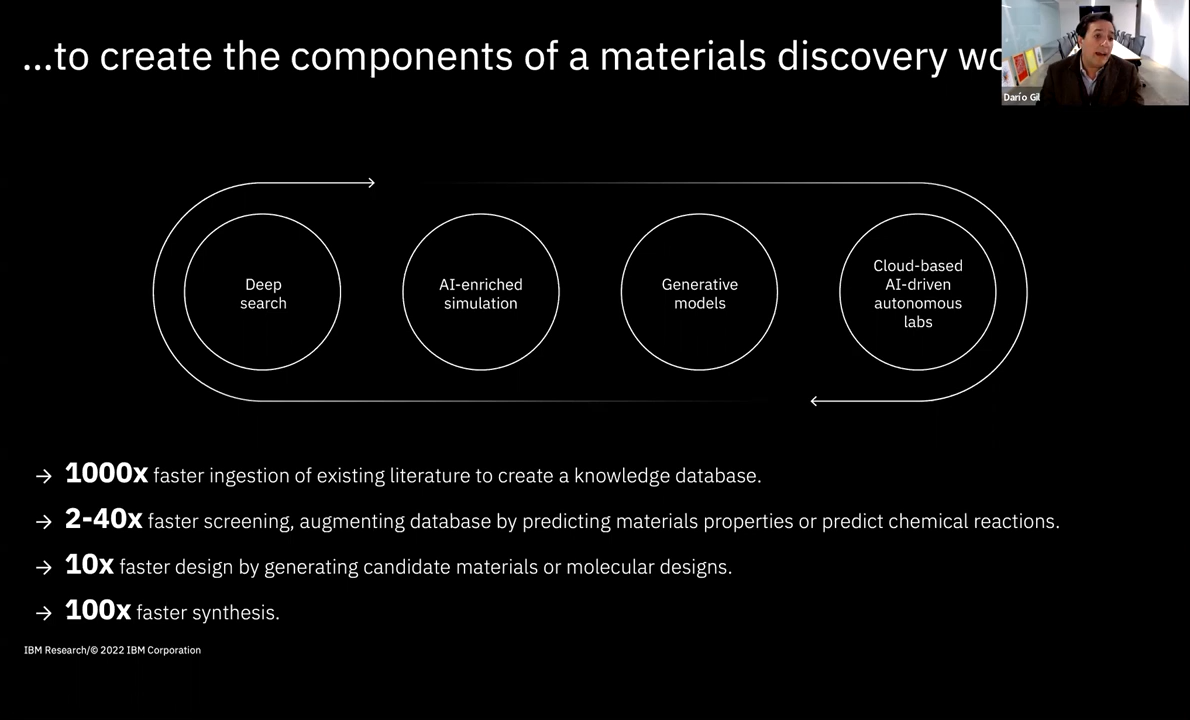 ...to create the components of a materials discovery wo
Darío Gil
Deep
search
AI-enriched
simulation
Generative
models
Cloud-based
AI-driven
autonomous
labs
→ 1000x faster ingestion of existing literature to create a knowledge database.
→ 2-40x faster screening, augmenting database by predicting materials properties or predict chemical reactions.
→ 10x faster design by generating candidate materials or molecular designs.
→ 100x faster synthesis.
IBM Research/© 2022 IBM Corporation